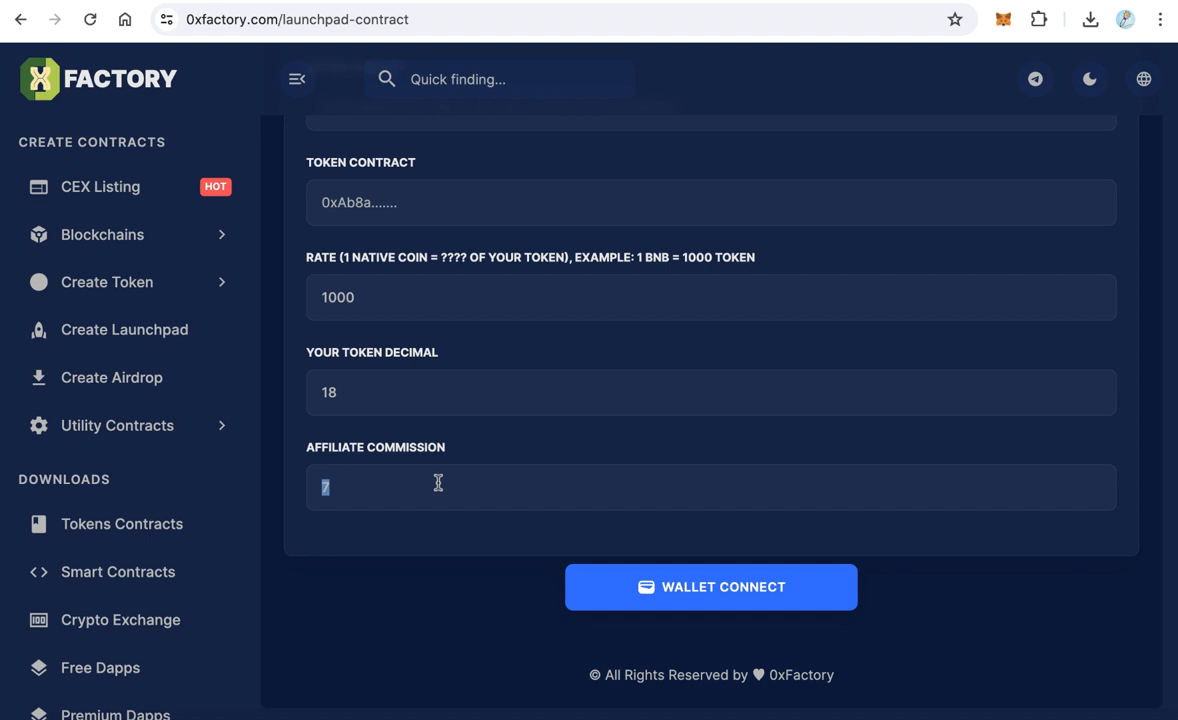 0xfactory.com/launchpad-contract
FACTORY
Quick finding...
CREATE CONTRACTS
CEX Listing
HOT
Blockchains
Create Token
Create Launchpad
Create Airdrop
Utility Contracts
DOWNLOADS
Tokens Contracts
Smart Contracts
Crypto Exchange
Free Dapps
Premium Dapps
TOKEN CONTRACT
0xAb8a.......
RATE (1 NATIVE COIN = ???? OF YOUR TOKEN), EXAMPLE: 1 BNB = 1000 TOKEN
1000
YOUR TOKEN DECIMAL
18
AFFILIATE COMMISSION
7
WALLET CONNECT
© All Rights Reserved by ♥ 0xFactory